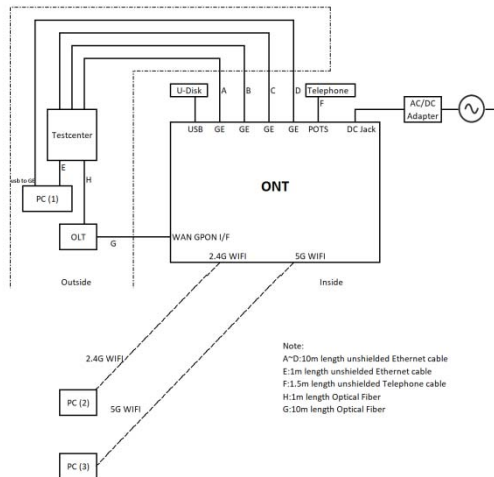 U-Disk
A
B
C
D
Telephone
F
AC/DC
Adapter
USB
GE
GE
GE
GE
POTS
DC Jack
Testcenter
ONT
usb to GE
E
H
PC (1)
OLT
G
WAN GPON I/F
2.4G WIFI
5G WIFI
Outside
Inside
2.4G WIFI
5G WIFI
PC (2)
PC (3)
Note:
A~D:10m length unshielded Ethernet cable
E:1m length unshielded Ethernet cable
F:1.5m length unshielded Telephone cable
H:1m length Optical Fiber
G:10m length Optical Fiber